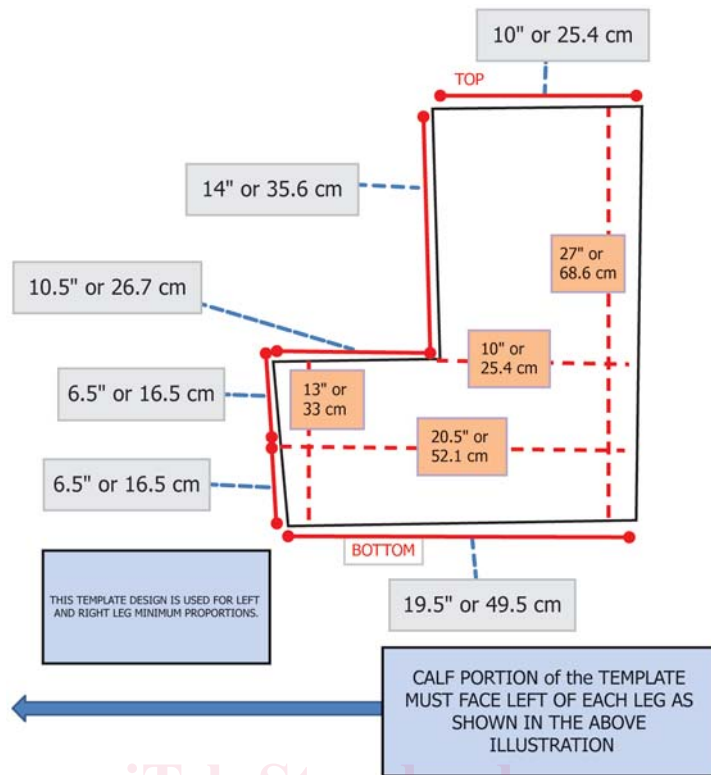 10" or 25.4 cm
TOP
14" or 35.6 cm
27" or
68.6 cm
10.5" or 26.7 cm
10" or
25.4 cm
13" or
33 cm
6.5" or 16.5 cm
20.5" or
52.1 cm
6.5" or 16.5 cm
BOTTOM
19.5" or 49.5 cm
THIS TEMPLATE DESIGN IS USED FOR LEFT
AND RIGHT LEG MINIMUM PROPORTIONS.
CALF PORTION of the TEMPLATE
MUST FACE LEFT OF EACH LEG AS
SHOWN IN THE ABOVE
ILLUSTRATION